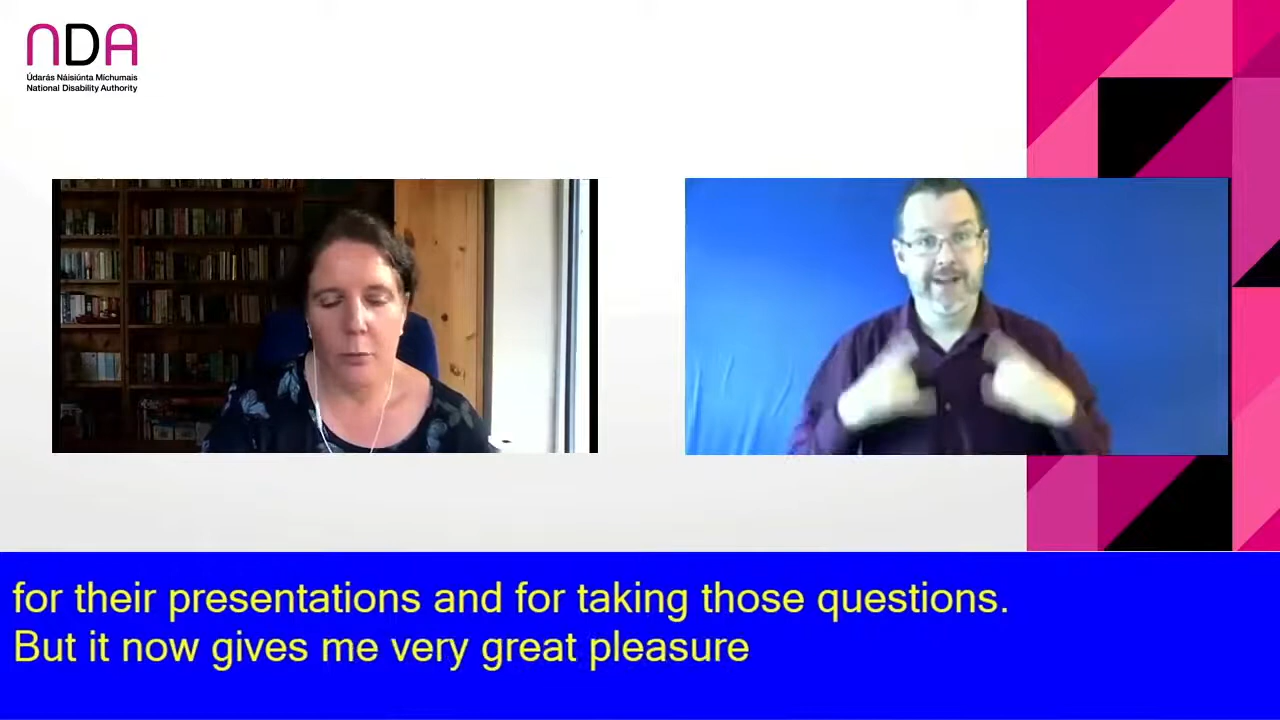 NDA
Údarás Náisiúnta Míchumais
National Disability Authority
for their presentations and for taking those questions.
But it now gives me very great pleasure